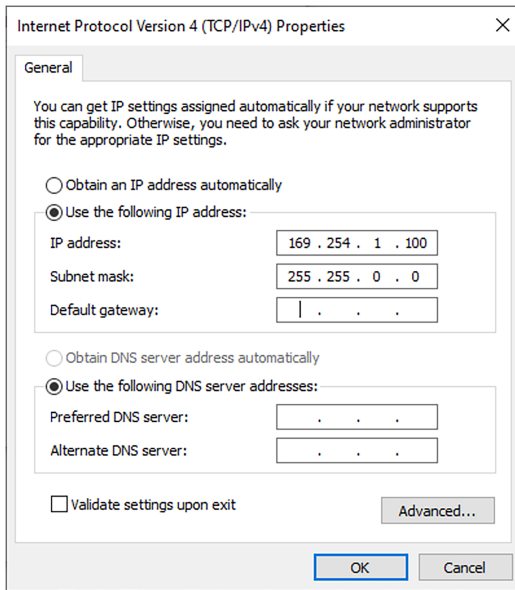 Internet Protocol Version 4 (TCP/IPv4) Properties
General
You can get IP settings assigned automatically if your network supports
this capability. Otherwise, you need to ask your network administrator
for the appropriate IP settings.
Obtain an IP address automatically
Use the following IP address:
IP address: 169 . 254 . 1 . 100
Subnet mask: 255 . 255 . 0 . 0
Default gateway: . . .
Obtain DNS server address automatically
Use the following DNS server addresses:
Preferred DNS server: . . .
Alternate DNS server: . . .
Validate settings upon exit
Advanced...
OK Cancel